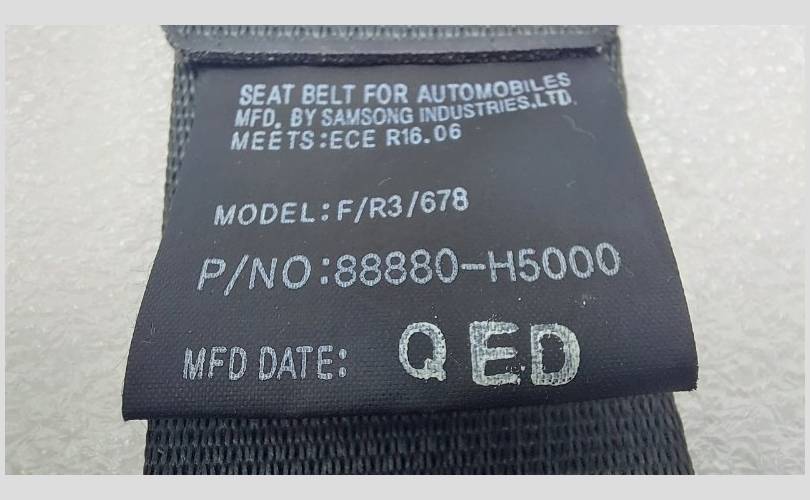 SEAT BELT FOR AUTOMOBILES
MFD. BY SAMSONG INDUSTRIES.LTD.
MEETS:ECE R16.06
MODEL:F/R3/678
P/NO:88880-H5000
MFD DATE: QED